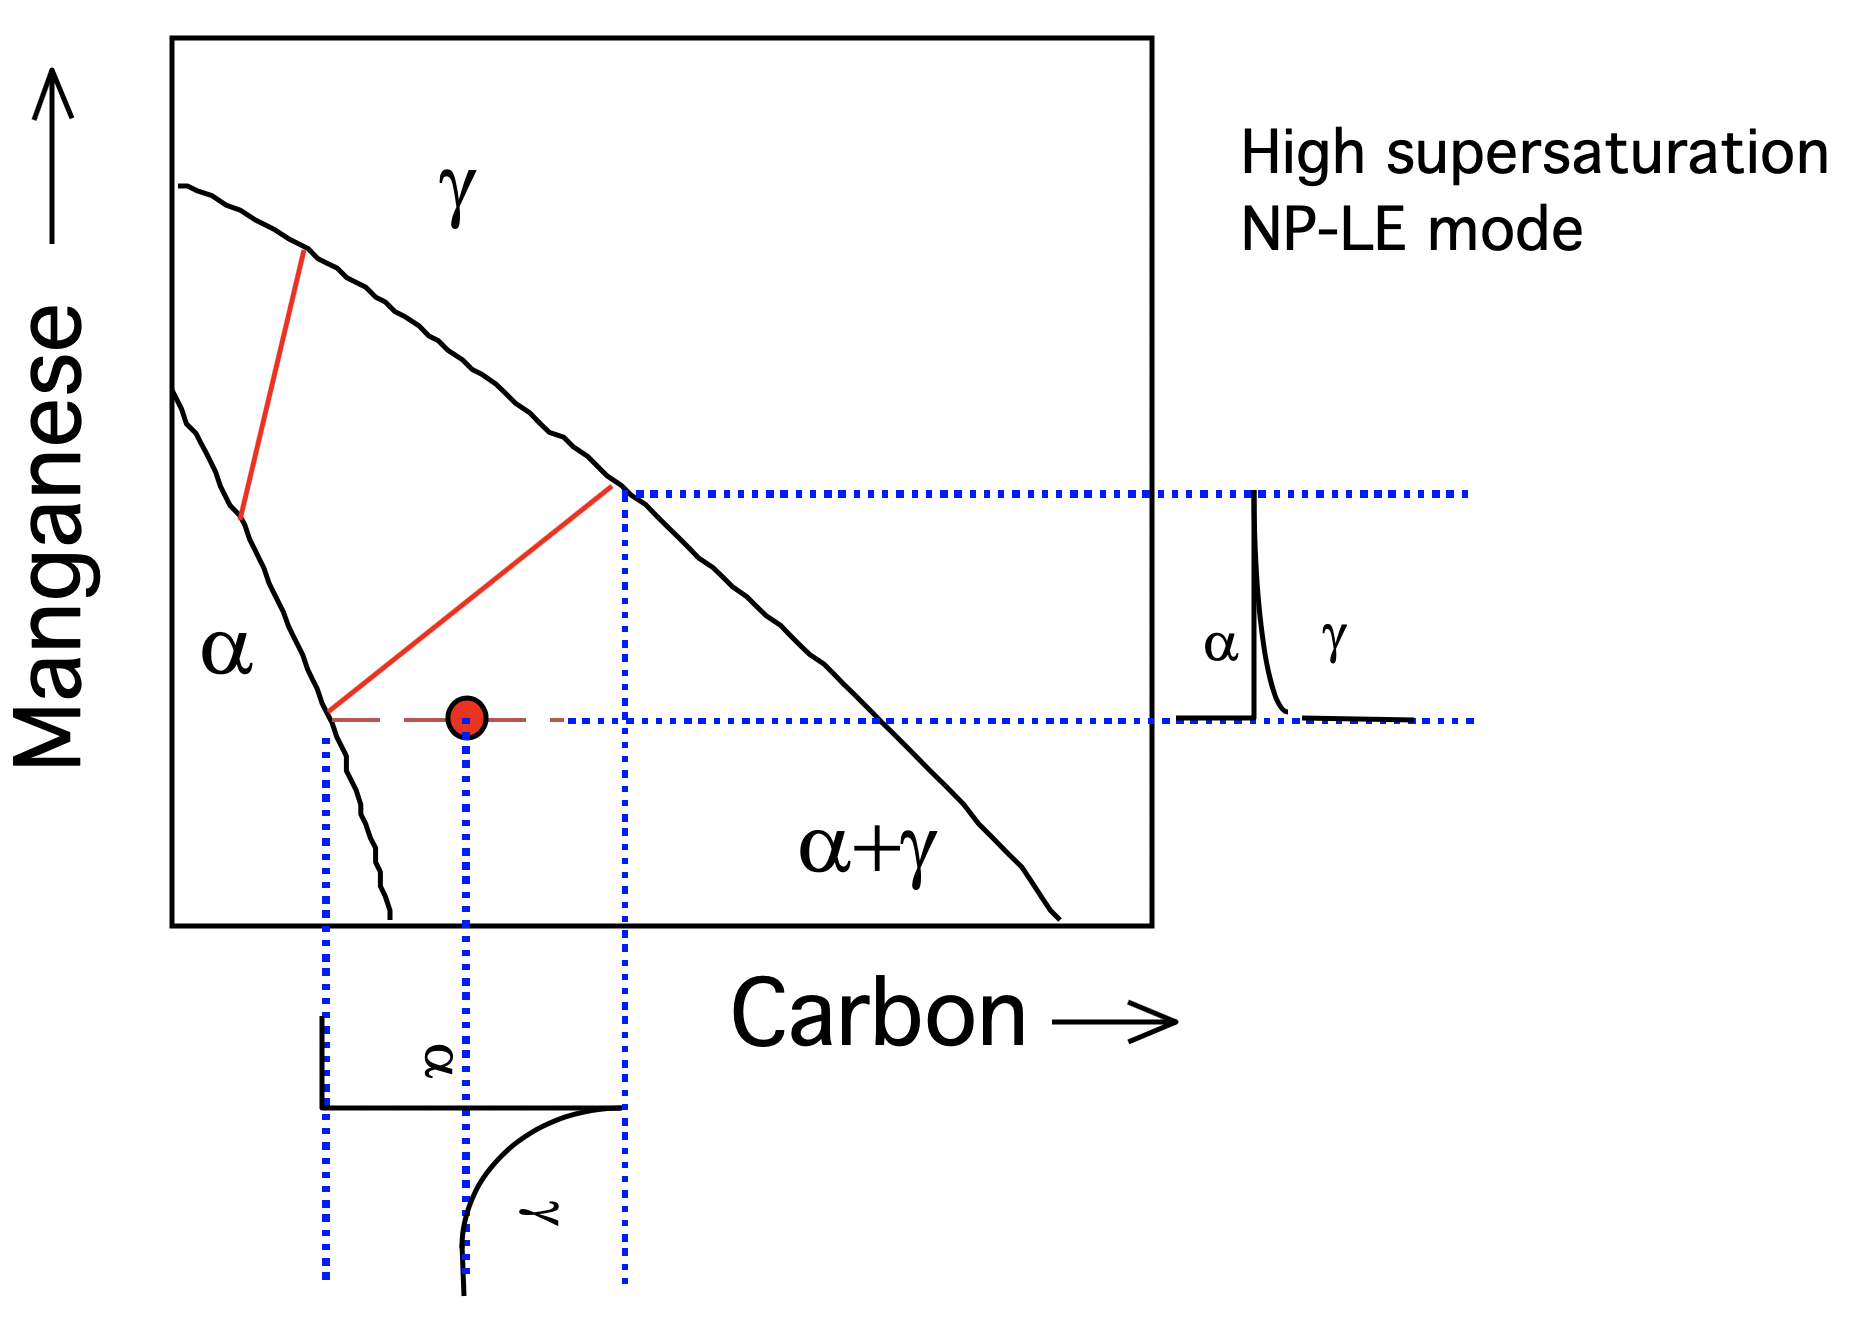 High supersaturation
NP-LE mode
γ
Manganese
α
α
γ
α+γ
Carbon
α
γ